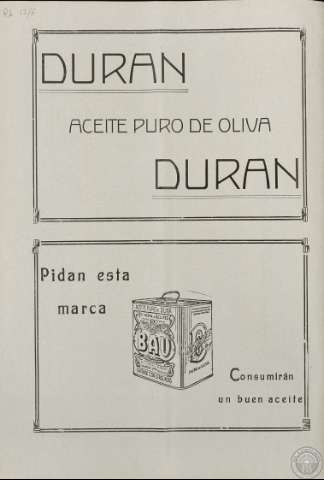 DURAN
ACEITE PURO DE OLIVA
DURAN
Pidan esta
marca
BAU
Consumirán
un buen aceite